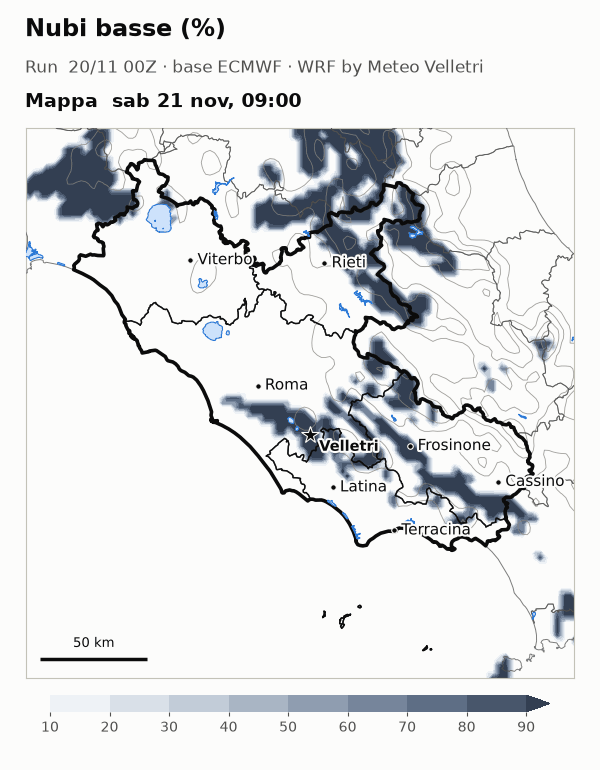 Nubi basse (%)
Run 20/11 00Z · base ECMWF · WRF by Meteo Velletri
Mappa sab 21 nov, 09:00
Viterbo
Rieti
Roma
Velletri
Frosinone
Latina
Cassino
Terracina
50 km
10 20 30 40 50 60 70 80 90